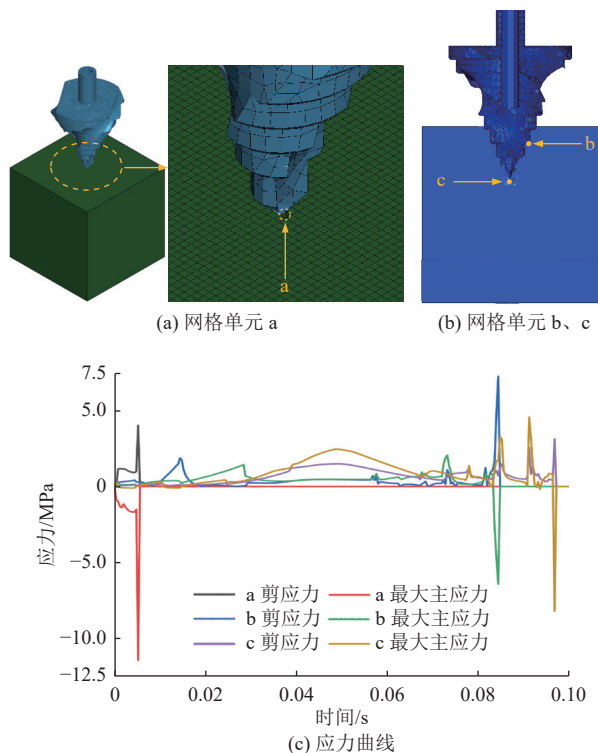 a
(a) 网格单元 a
b
c
(b) 网格单元 b、c
7.5
5.0
0
−5.0
−10.0
−12.5
应力/MPa
a 剪应力
a 最大主应力
b 剪应力
b 最大主应力
c 剪应力
c 最大主应力
0
0.02
0.04
0.06
0.08
0.10
时间/s
(c) 应力曲线